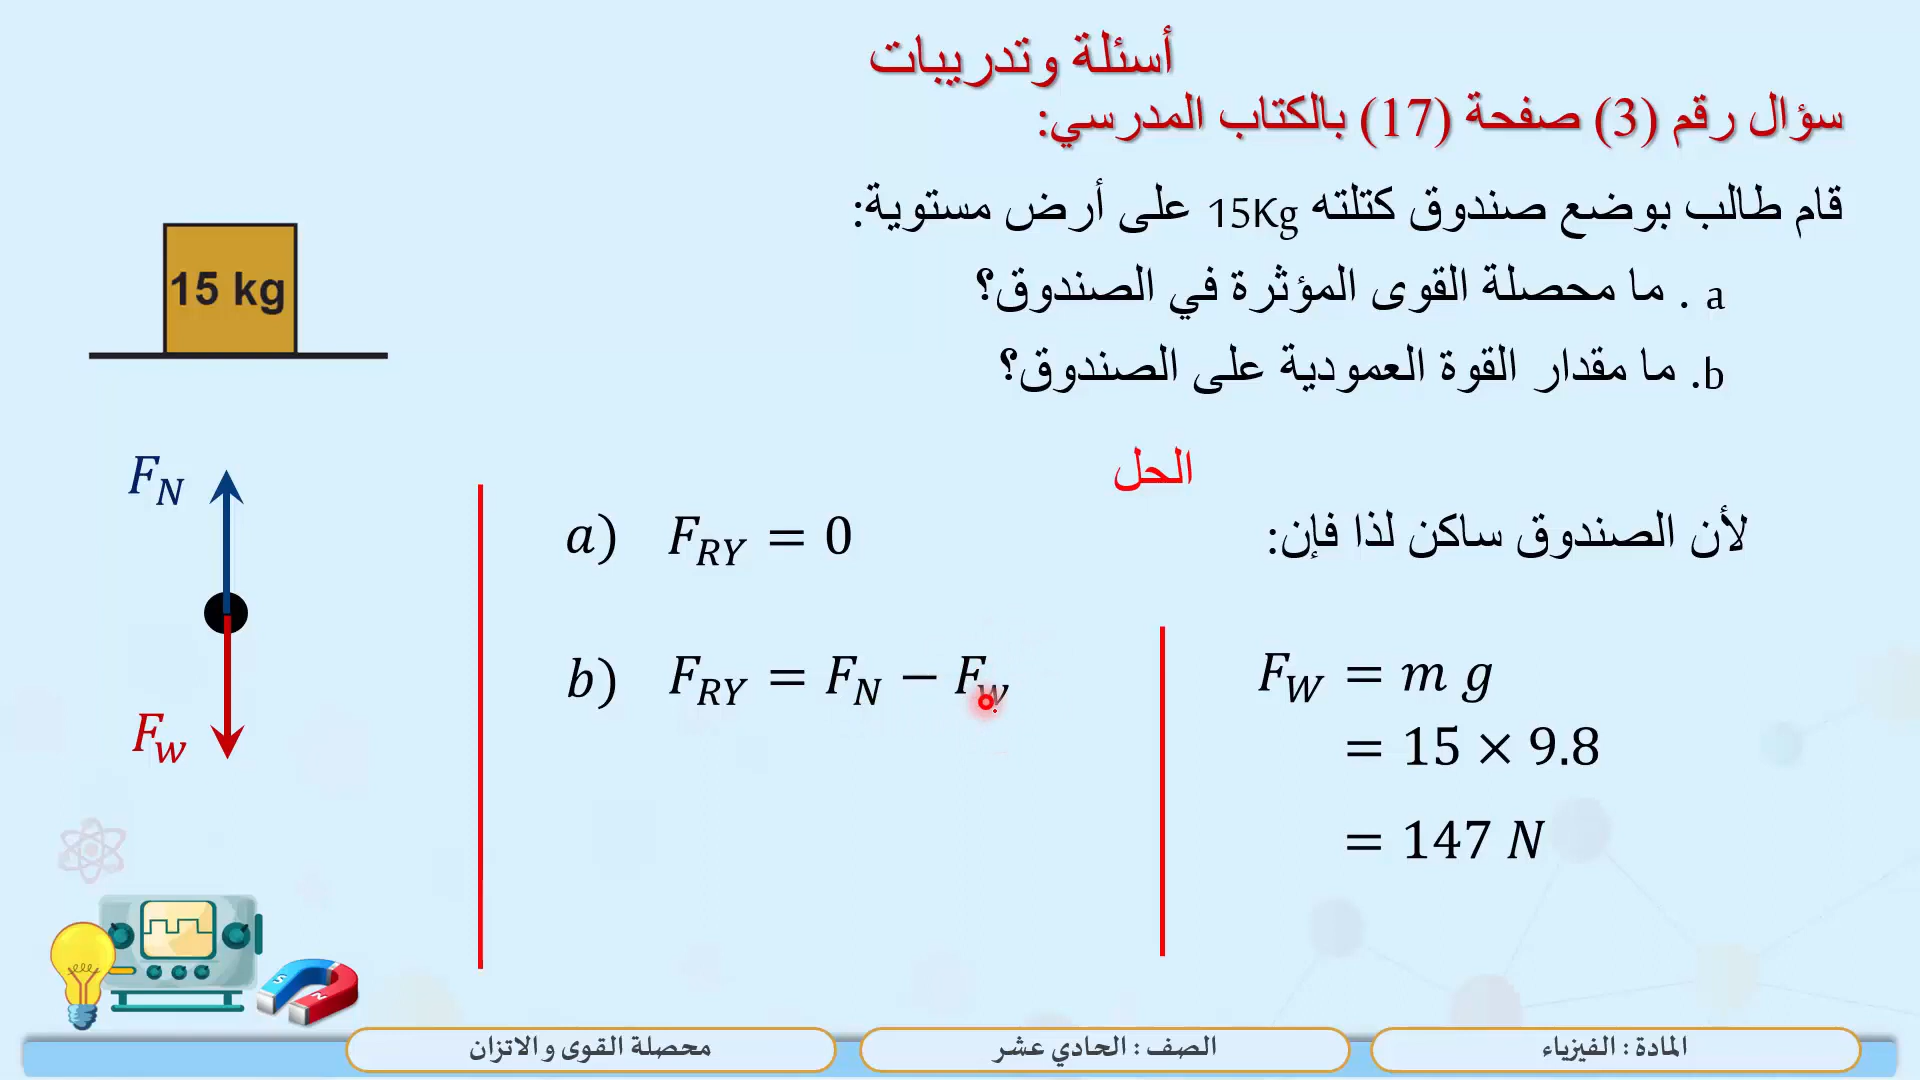 أسئلة وتدريبات
سؤال رقم (3) صفحة (17) بالكتاب المدرسي:
قام طالب بوضع صندوق كتلته 15Kg على أرض مستوية:
a . ما محصلة القوى المؤثرة في الصندوق؟
b. ما مقدار القوة العمودية على الصندوق؟
15 kg
الحل
لأن الصندوق ساكن لذا فإن:
a) F_RY = 0
b) F_RY = F_N − F_w
F_W = m g
= 15 × 9.8
= 147 N
F_N
F_w
S
N
المادة : الفيزياء
الصف : الحادي عشر
محصلة القوى و الاتزان